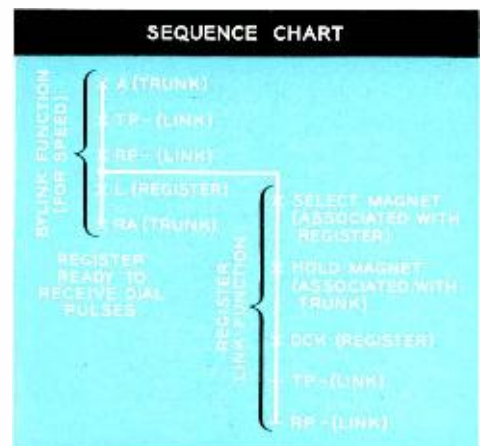 SEQUENCE CHART
BYLINK FUNCTION
(FOR SPEED)
A (TRUNK)
TP-(LINK)
RP-(LINK)
L (REGISTER)
RA (TRUNK)
REGISTER
READY TO
RECEIVE DIAL
PULSES
REGISTER
LINK FUNCTION
SELECT MAGNET
(ASSOCIATED WITH
REGISTER)
HOLD MAGNET
(ASSOCIATED WITH
TRUNK)
DCK (REGISTER)
TP-(LINK)
RP-(LINK)